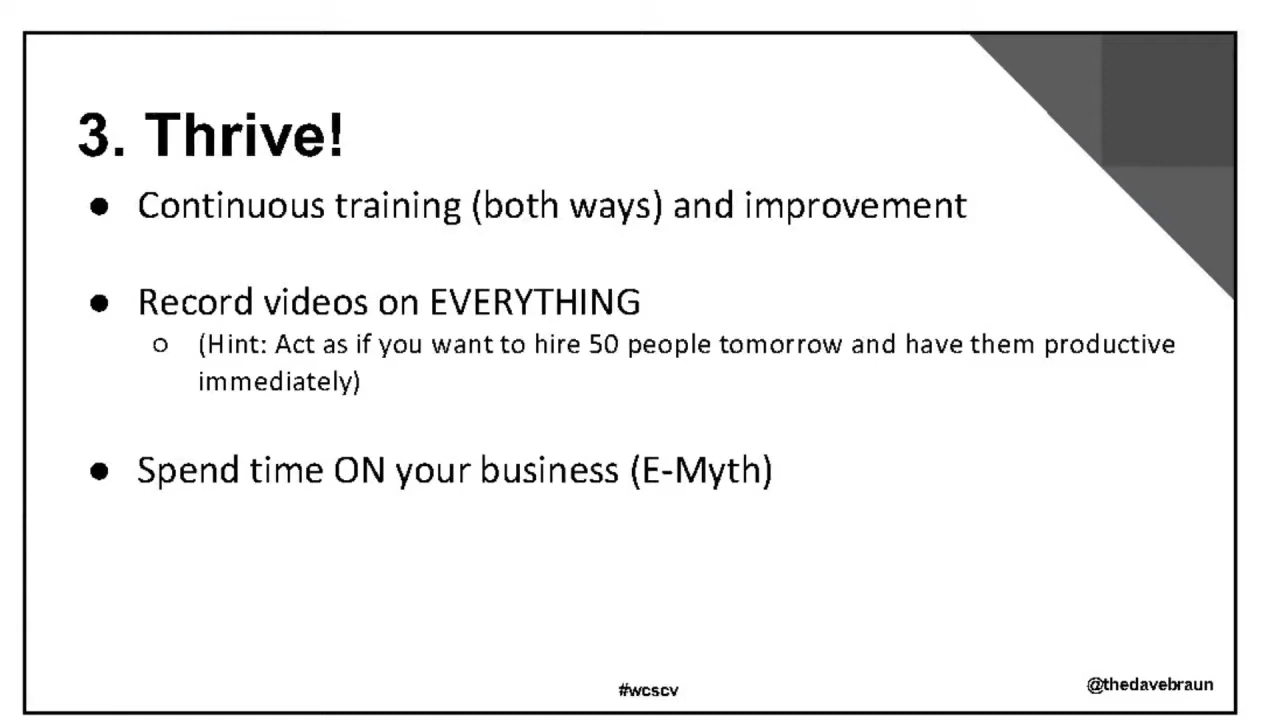 3. Thrive!
● Continuous training (both ways) and improvement
● Record videos on EVERYTHING
○ (Hint: Act as if you want to hire 50 people tomorrow and have them productive
immediately)
● Spend time ON your business (E-Myth)
#wcscv
@thedavebraun